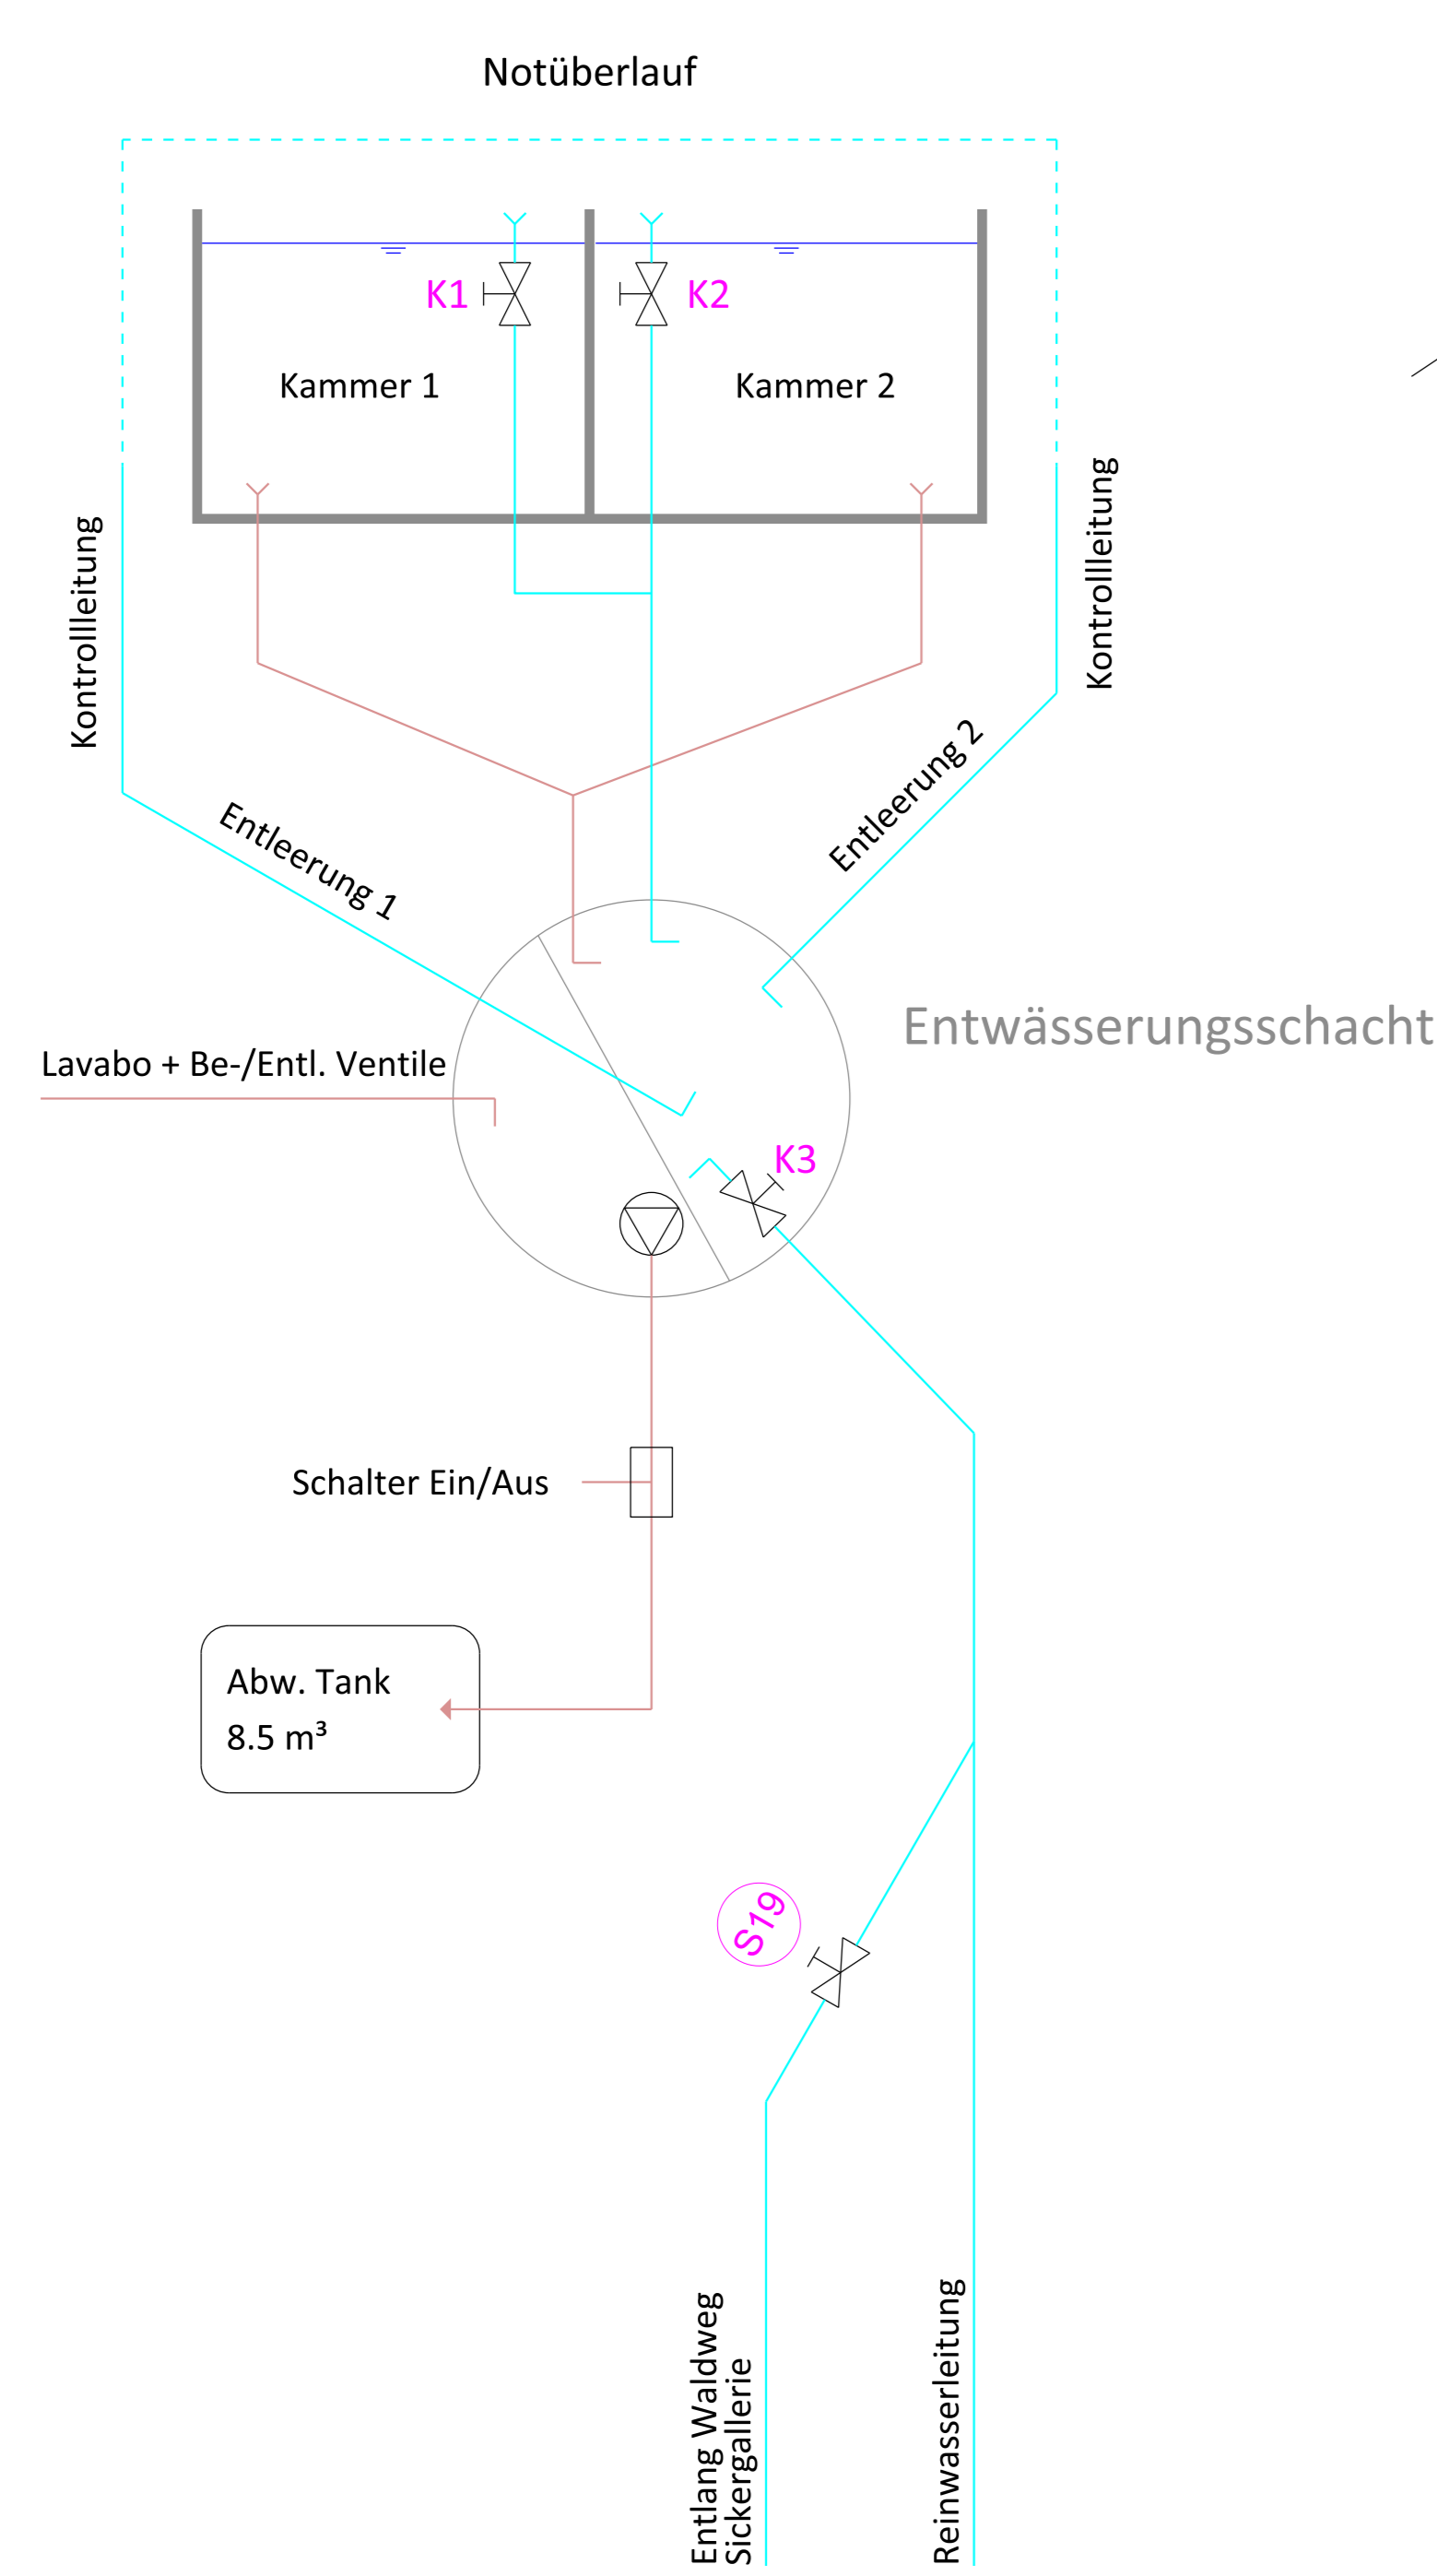 Notüberlauf
K1
K2
Kammer 1
Kammer 2
Kontrollleitung
Kontrollleitung
Entleerung 1
Entleerung 2
Entwässerungsschacht
Lavabo + Be-/Entl. Ventile
K3
Schalter Ein/Aus
Abw. Tank
8.5 m³
S19
Entlang Waldweg
Sickergallerie
Reinwasserleitung